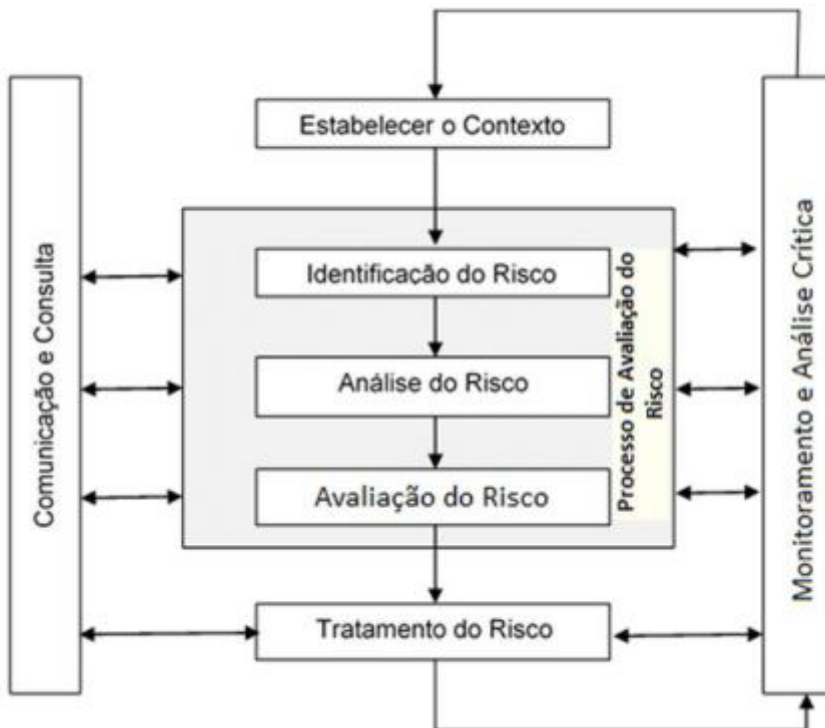 Estabelecer o Contexto
Comunicação e Consulta
Identificação do Risco
Análise do Risco
Avaliação do Risco
Processo de Avaliação do
Risco
Tratamento do Risco
Monitoramento e Análise Crítica